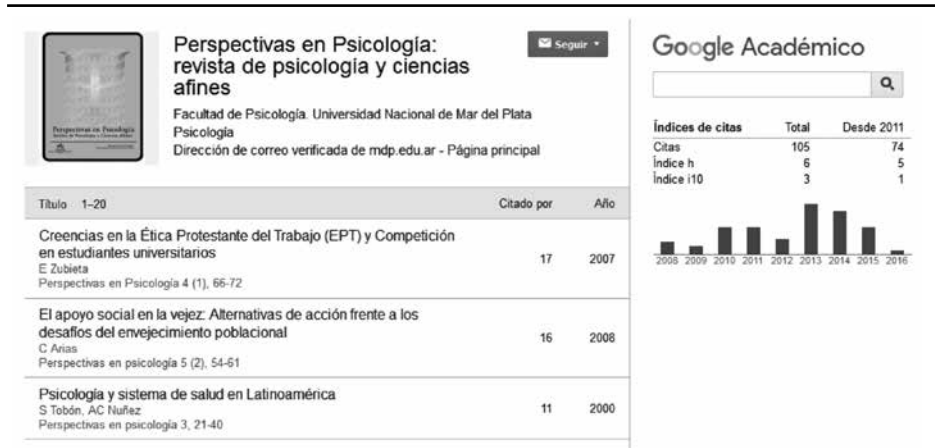 Perspectivas en Psicología:
revista de psicología y ciencias
afines
Seguir
Facultad de Psicología. Universidad Nacional de Mar del Plata
Psicología
Dirección de correo verificada de mdp.edu.ar - Página principal
Perspectivas en Psicología
Título 1–20 Citado por Año
Creencias en la Ética Protestante del Trabajo (EPT) y Competición
en estudiantes universitarios
E Zubieta
Perspectivas en Psicología 4 (1), 66-72
17 2007
El apoyo social en la vejez: Alternativas de acción frente a los
desafíos del envejecimiento poblacional
C Arias
Perspectivas en psicología 5 (2), 54-61
16 2008
Psicología y sistema de salud en Latinoamérica
S Tobón, AC Nuñez
Perspectivas en psicología 3, 21-40
11 2000
Google Académico
Índices de citas Total Desde 2011
Citas 105 74
Índice h 6 5
Índice i10 3 1
2008 2009 2010 2011 2012 2013 2014 2015 2016